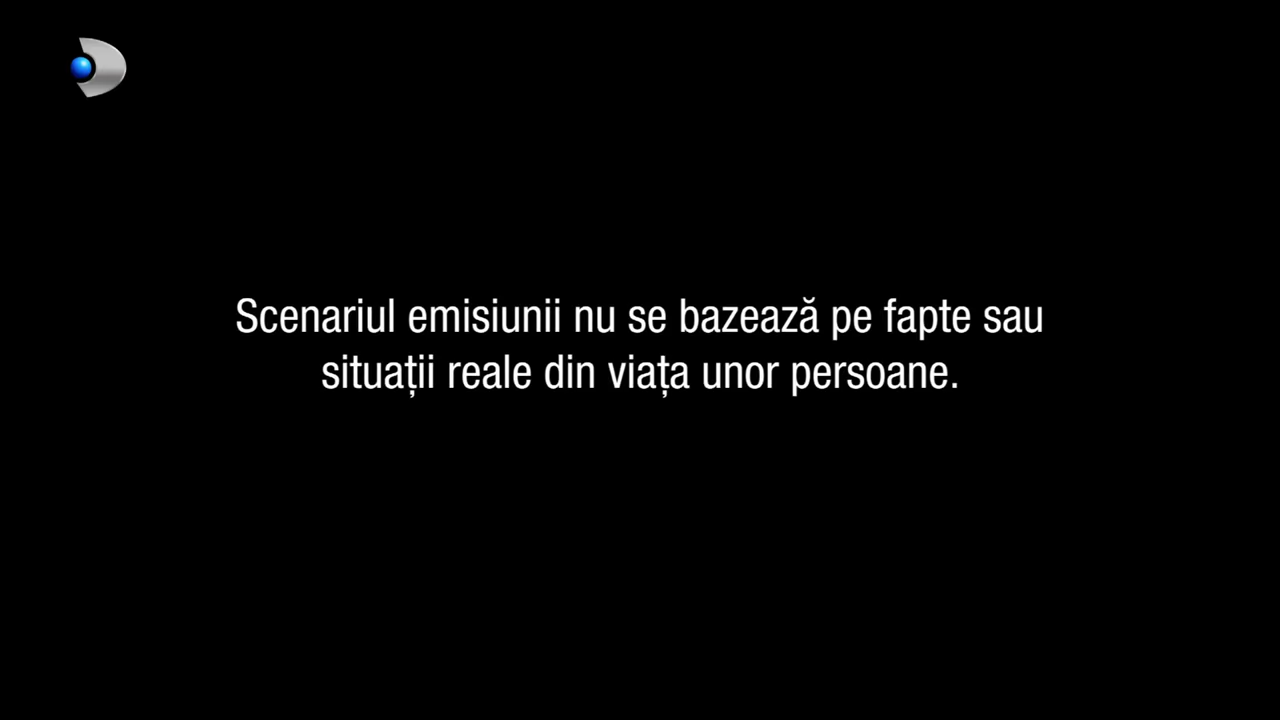 Scenariul emisiunii nu se bazează pe fapte sau
situații reale din viața unor persoane.